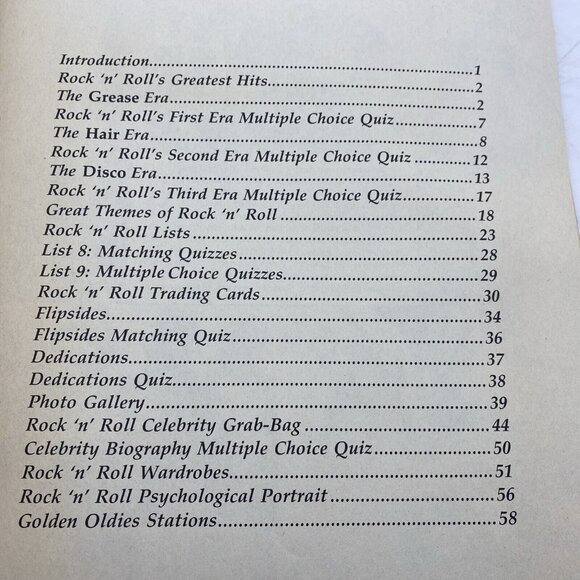 Introduction........................................1
Rock 'n' Roll's Greatest Hits........................................2
The Grease Era........................................2
Rock 'n' Roll's First Era Multiple Choice Quiz..............7
The Hair Era........................................8
Rock 'n' Roll's Second Era Multiple Choice Quiz..........12
The Disco Era........................................13
Rock 'n' Roll's Third Era Multiple Choice Quiz............17
Great Themes of Rock 'n' Roll..............................18
Rock 'n' Roll Lists........................................23
List 8: Matching Quizzes..............................28
List 9: Multiple Choice Quizzes..............................29
Rock 'n' Roll Trading Cards..............................30
Flipsides........................................34
Flipsides Matching Quiz..............................36
Dedications........................................37
Dedications Quiz........................................38
Photo Gallery........................................39
Rock 'n' Roll Celebrity Grab-Bag..............................44
Celebrity Biography Multiple Choice Quiz....................50
Rock 'n' Roll Wardrobes..............................51
Rock 'n' Roll Psychological Portrait....................56
Golden Oldies Stations..............................58